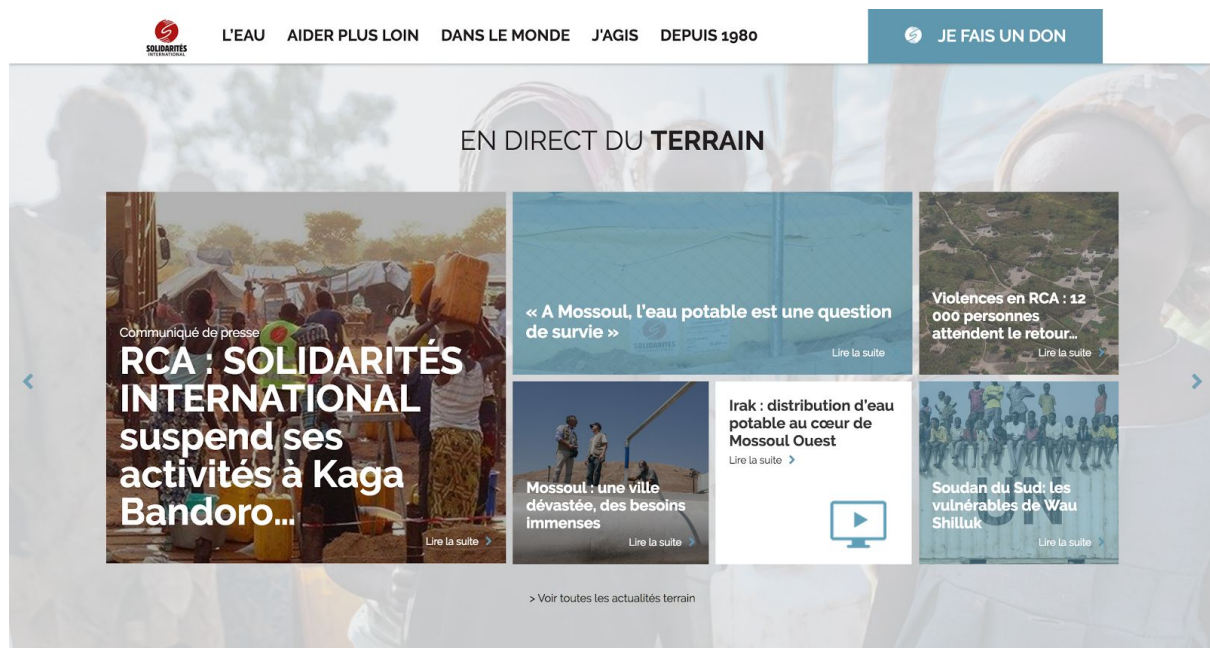 SOLIDARITÉS
INTERNATIONAL
L'EAU
AIDER PLUS LOIN
DANS LE MONDE
J'AGIS
DEPUIS 1980
JE FAIS UN DON
EN DIRECT DU TERRAIN
Communiqué de presse
RCA : SOLIDARITÉS
INTERNATIONAL
suspend ses
activités à Kaga
Bandoro...
Lire la suite
« A Mossoul, l'eau potable est une question
de survie »
Lire la suite
SOLIDARITÉS
Violences en RCA : 12
000 personnes
attendent le retour...
Lire la suite
Mossoul : une ville
dévastée, des besoins
immenses
Lire la suite
Irak : distribution d'eau
potable au cœur de
Mossoul Ouest
Lire la suite
Soudan du Sud: les
vulnérables de Wau
Shilluk
UN
Lire la suite
> Voir toutes les actualités terrain